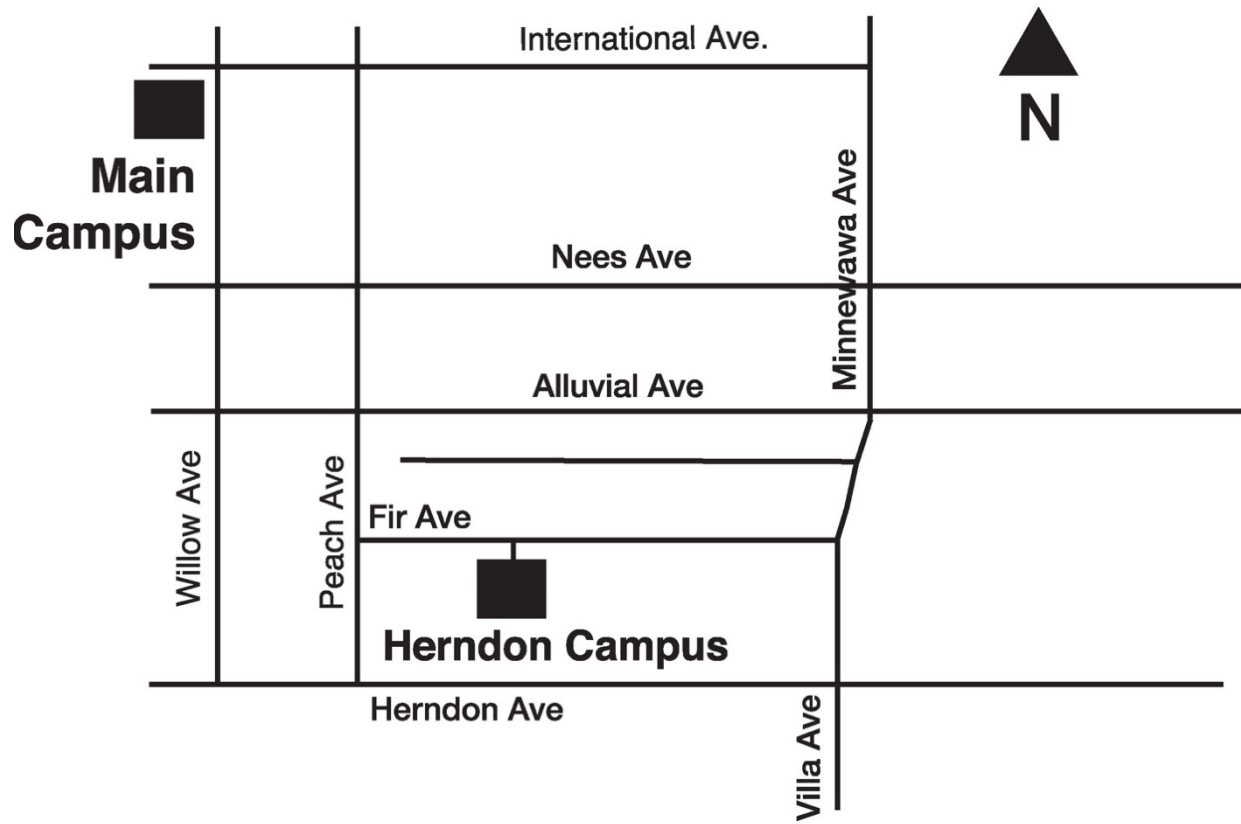 International Ave.
N
Main
Campus
Minnewawa Ave
Nees Ave
Alluvial Ave
Willow Ave
Peach Ave
Fir Ave
Herndon Campus
Herndon Ave
Villa Ave